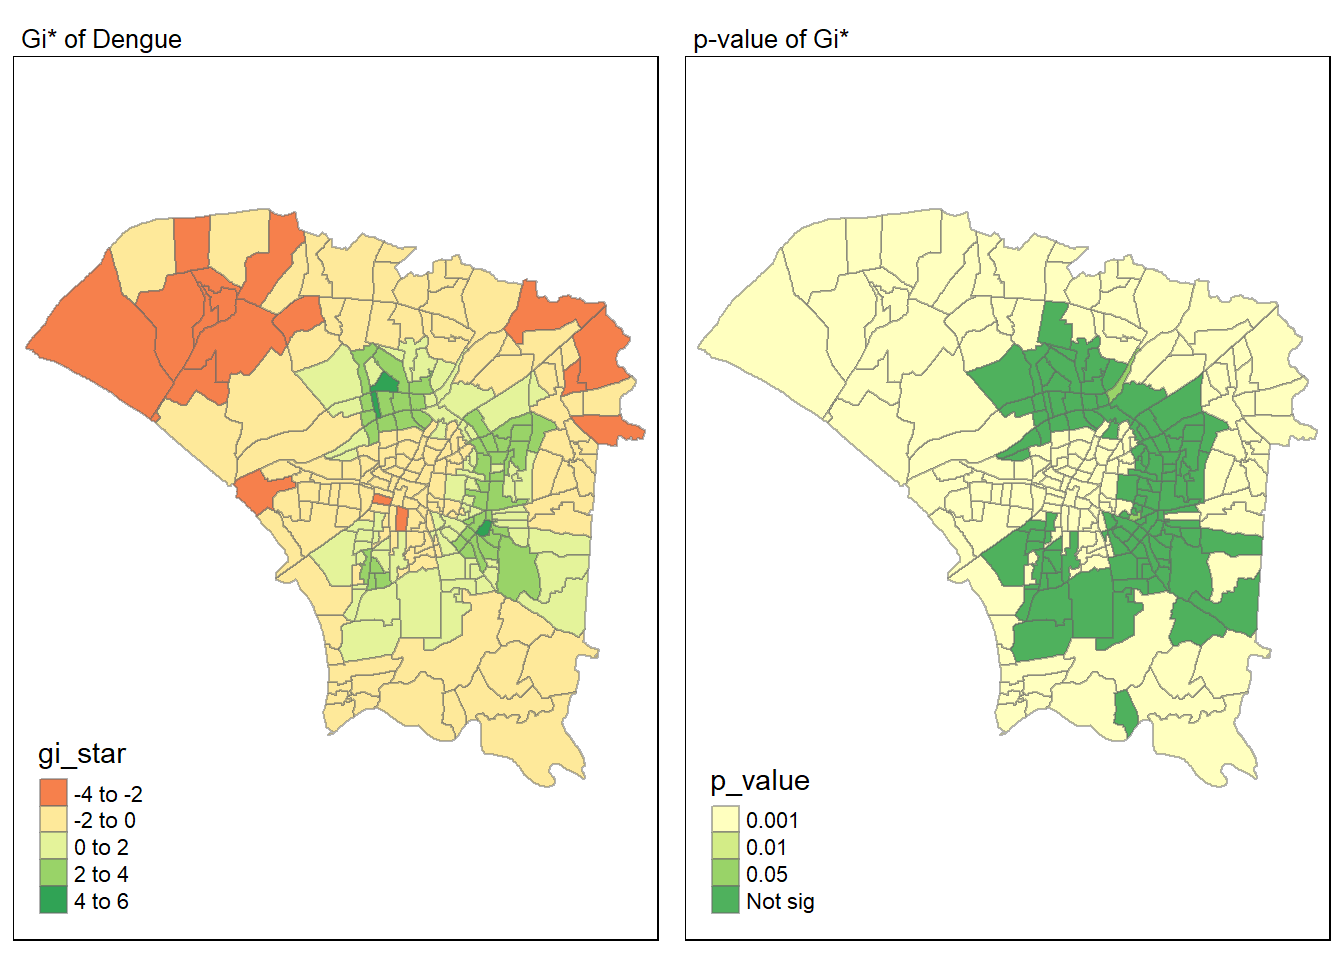 Gi* of Dengue
gi_star
-4 to -2
-2 to 0
0 to 2
2 to 4
4 to 6
p-value of Gi*
p_value
0.001
0.01
0.05
Not sig